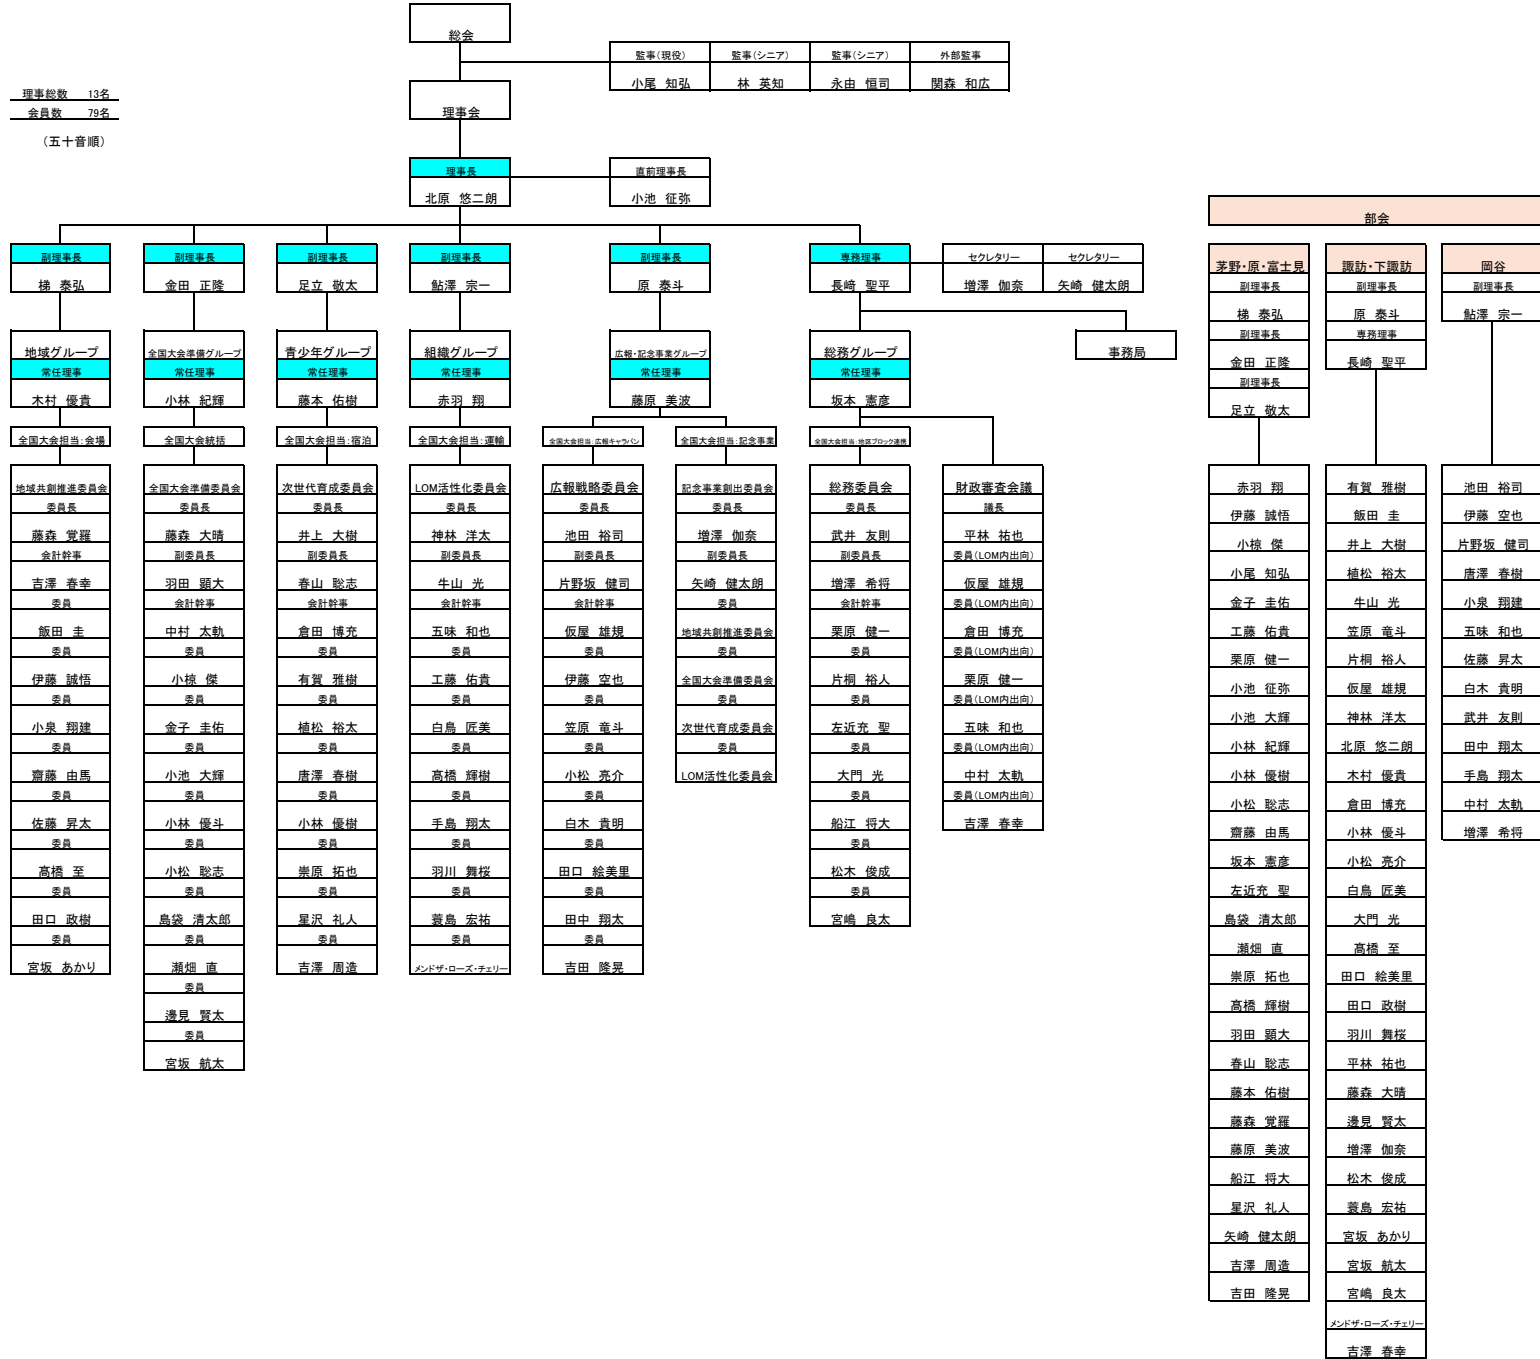 総会
監事(現役) 監事(シニア) 監事(シニア) 外部監事
小尾 知弘 林 英知 永由 恒司 関森 和広
理事総数 13名
会員数 79名
(五十音順)
理事会
理事長 直前理事長
北原 悠二朗 小池 征弥
副理事長 副理事長 副理事長 副理事長 副理事長 専務理事 セクレタリー セクレタリー
梯 泰弘 金田 正隆 足立 敬太 鮎澤 宗一 原 泰斗 長﨑 聖平 増澤 伽奈 矢崎 健太朗
地域グループ 全国大会準備グループ 青少年グループ 組織グループ 広報・記念事業グループ 総務グループ 事務局
常任理事 常任理事 常任理事 常任理事 常任理事 常任理事
木村 優貴 小林 紀輝 藤本 佑樹 赤羽 翔 藤原 美波 坂本 憲彦
全国大会担当:会場 全国大会統括 全国大会担当:宿泊 全国大会担当:運輸 全国大会担当:広報キャラバン 全国大会担当:記念事業 全国大会担当:地区ブロック連携
地域共創推進委員会
委員長
藤森 覚羅
会計幹事
吉澤 春幸
委員
飯田 圭
委員
伊藤 誠悟
委員
小泉 翔建
委員
齋藤 由馬
委員
佐藤 昇太
委員
高橋 至
委員
田口 政樹
委員
宮坂 あかり
全国大会準備委員会
委員長
藤森 大晴
副委員長
羽田 顕大
会計幹事
中村 太軌
委員
小椋 傑
委員
金子 圭佑
委員
小池 大輝
委員
小林 優斗
委員
小松 聡志
委員
島袋 清太郎
委員
瀬畑 直
委員
邊見 賢太
委員
宮坂 航太
次世代育成委員会
委員長
井上 大樹
副委員長
春山 聡志
会計幹事
倉田 博充
委員
有賀 雅樹
委員
植松 裕太
委員
唐澤 春樹
委員
小林 優樹
委員
崇原 拓也
委員
星沢 礼人
委員
吉澤 周造
LOM活性化委員会
委員長
神林 洋太
副委員長
牛山 光
会計幹事
五味 和也
委員
工藤 佑貴
委員
白鳥 匠美
委員
高橋 輝樹
委員
手島 翔太
委員
羽川 舞桜
委員
蓑島 宏祐
委員
メンドザ・ローズ・チェリー
広報戦略委員会
委員長
池田 裕司
副委員長
片野坂 健司
会計幹事
仮屋 雄規
委員
伊藤 空也
委員
笠原 竜斗
委員
小松 亮介
委員
白木 貴明
委員
田口 絵美里
委員
田中 翔太
委員
吉田 隆晃
記念事業創出委員会
委員長
増澤 伽奈
副委員長
矢崎 健太朗
委員
地域共創推進委員会
委員
全国大会準備委員会
委員
次世代育成委員会
委員
LOM活性化委員会
総務委員会
委員長
武井 友則
副委員長
増澤 希将
会計幹事
栗原 健一
委員
片桐 裕人
委員
左近充 聖
委員
大門 光
委員
船江 将大
委員
松木 俊成
委員
宮嶋 良太
財政審査会議
議長
平林 祐也
委員(LOM内出向)
仮屋 雄規
委員(LOM内出向)
倉田 博充
委員(LOM内出向)
栗原 健一
委員(LOM内出向)
五味 和也
委員(LOM内出向)
中村 太軌
委員(LOM内出向)
吉澤 春幸
部会
茅野・原・富士見
副理事長
梯 泰弘
副理事長
金田 正隆
副理事長
足立 敬太
赤羽 翔
伊藤 誠悟
小椋 傑
小尾 知弘
金子 圭佑
工藤 佑貴
栗原 健一
小池 征弥
小池 大輝
小林 紀輝
小林 優樹
小松 聡志
齋藤 由馬
坂本 憲彦
左近充 聖
島袋 清太郎
瀬畑 直
崇原 拓也
高橋 輝樹
羽田 顕大
春山 聡志
藤本 佑樹
藤森 覚羅
藤原 美波
船江 将大
星沢 礼人
矢崎 健太朗
吉澤 周造
吉田 隆晃
諏訪・下諏訪
副理事長
原 泰斗
専務理事
長崎 聖平
有賀 雅樹
飯田 圭
井上 大樹
植松 裕太
牛山 光
笠原 竜斗
片桐 裕人
仮屋 雄規
神林 洋太
北原 悠二朗
木村 優貴
倉田 博充
小林 優斗
小松 亮介
白鳥 匠美
大門 光
高橋 至
田口 絵美里
田口 政樹
羽川 舞桜
平林 祐也
藤森 大晴
邊見 賢太
増澤 伽奈
松木 俊成
蓑島 宏祐
宮坂 あかり
宮坂 航太
宮嶋 良太
メンドザ・ローズ・チェリー
吉澤 春幸
岡谷
副理事長
鮎澤 宗一
池田 裕司
伊藤 空也
片野坂 健司
唐澤 春樹
小泉 翔建
五味 和也
佐藤 昇太
白木 貴明
武井 友則
田中 翔太
手島 翔太
中村 太軌
増澤 希将